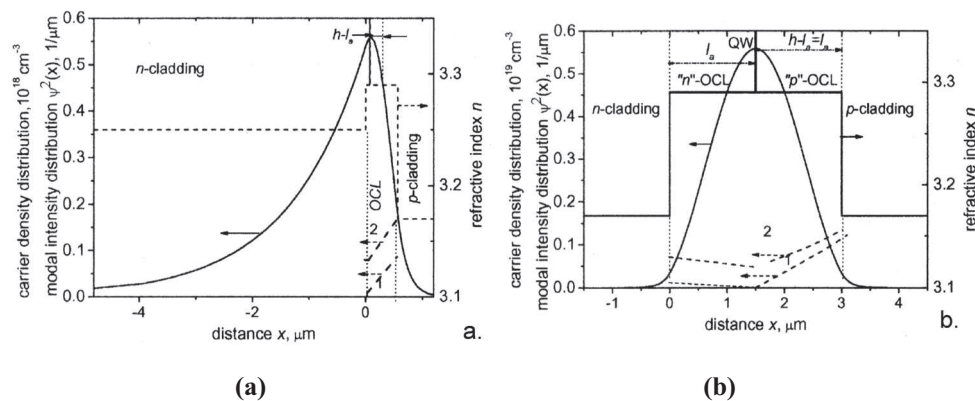 carrier density distribution, 10^18 cm^-3
modal intensity distribution ψ^2(x), 1/μm
0.6
0.5
0.4
0.3
0.2
0.1
0.0
n-cladding
h-l_a
OCL
p-cladding
2
1
3.3
3.2
3.1
refractive index n
-4
-2
0
distance x, μm
a.
carrier density distribution, 10^19 cm^-3
modal intensity distribution ψ^2(x), 1/μm
0.6
0.5
0.4
0.3
0.2
0.1
0.0
l_a
QW
h-l_a=l_a
"n"-OCL
"p"-OCL
n-cladding
p-cladding
2
1
3.3
3.2
3.1
refractive index n
-1
0
1
2
3
4
distance x, μm
b.
(a)
(b)